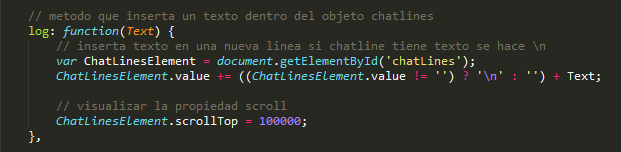 // metodo que inserta un texto dentro del objeto chatlines
log: function(Text) {
// inserta texto en una nueva linea si chatline tiene texto se hace \n
var ChatLinesElement = document.getElementById('chatLines');
ChatLinesElement.value += ((ChatLinesElement.value != '') ? '\n' : '') + Text;
// visualizar la propiedad scroll
ChatLinesElement.scrollTop = 100000;
},